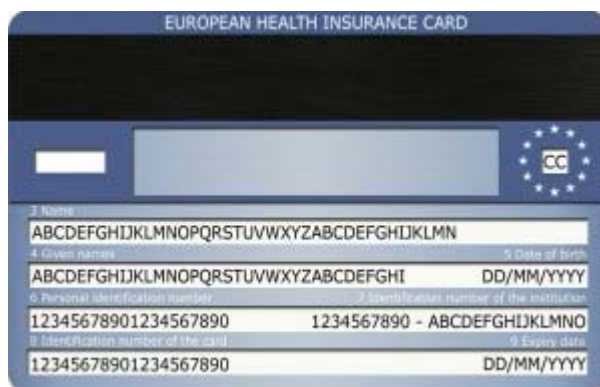 EUROPEAN HEALTH INSURANCE CARD
CC
3 Name
ABCDEFGHIJKLMNOPQRSTUVWXYZABCDEFGHIJKLMN
4 Given names 5 Date of birth
ABCDEFGHIJKLMNOPQRSTUVWXYZABCDEFGHI DD/MM/YYYY
6 Personal identification number 7 Identification number of the institution
12345678901234567890 1234567890 - ABCDEFGHIJKLMNO
8 Identification number of the card 9 Expiry date
12345678901234567890 DD/MM/YYYY